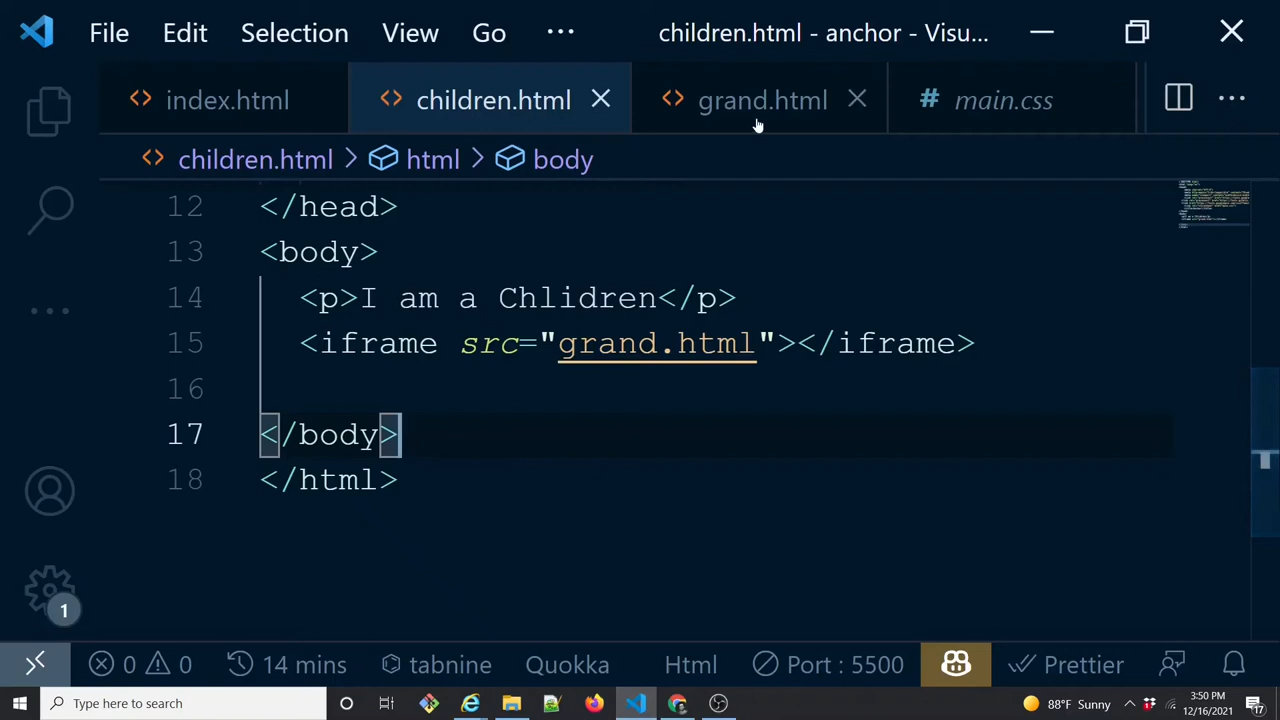 File Edit Selection View Go ... children.html - anchor - Visu...
index.html children.html grand.html # main.css
children.html > html > body
12 </head>
13 <body>
14 <p>I am a Chlidren</p>
15 <iframe src="grand.html"></iframe>
16
17 </body>
18 </html>
1
0 0 14 mins tabnine Quokka Html Port : 5500 Prettier
Type here to search 88°F Sunny 3:50 PM
12/16/2021 17